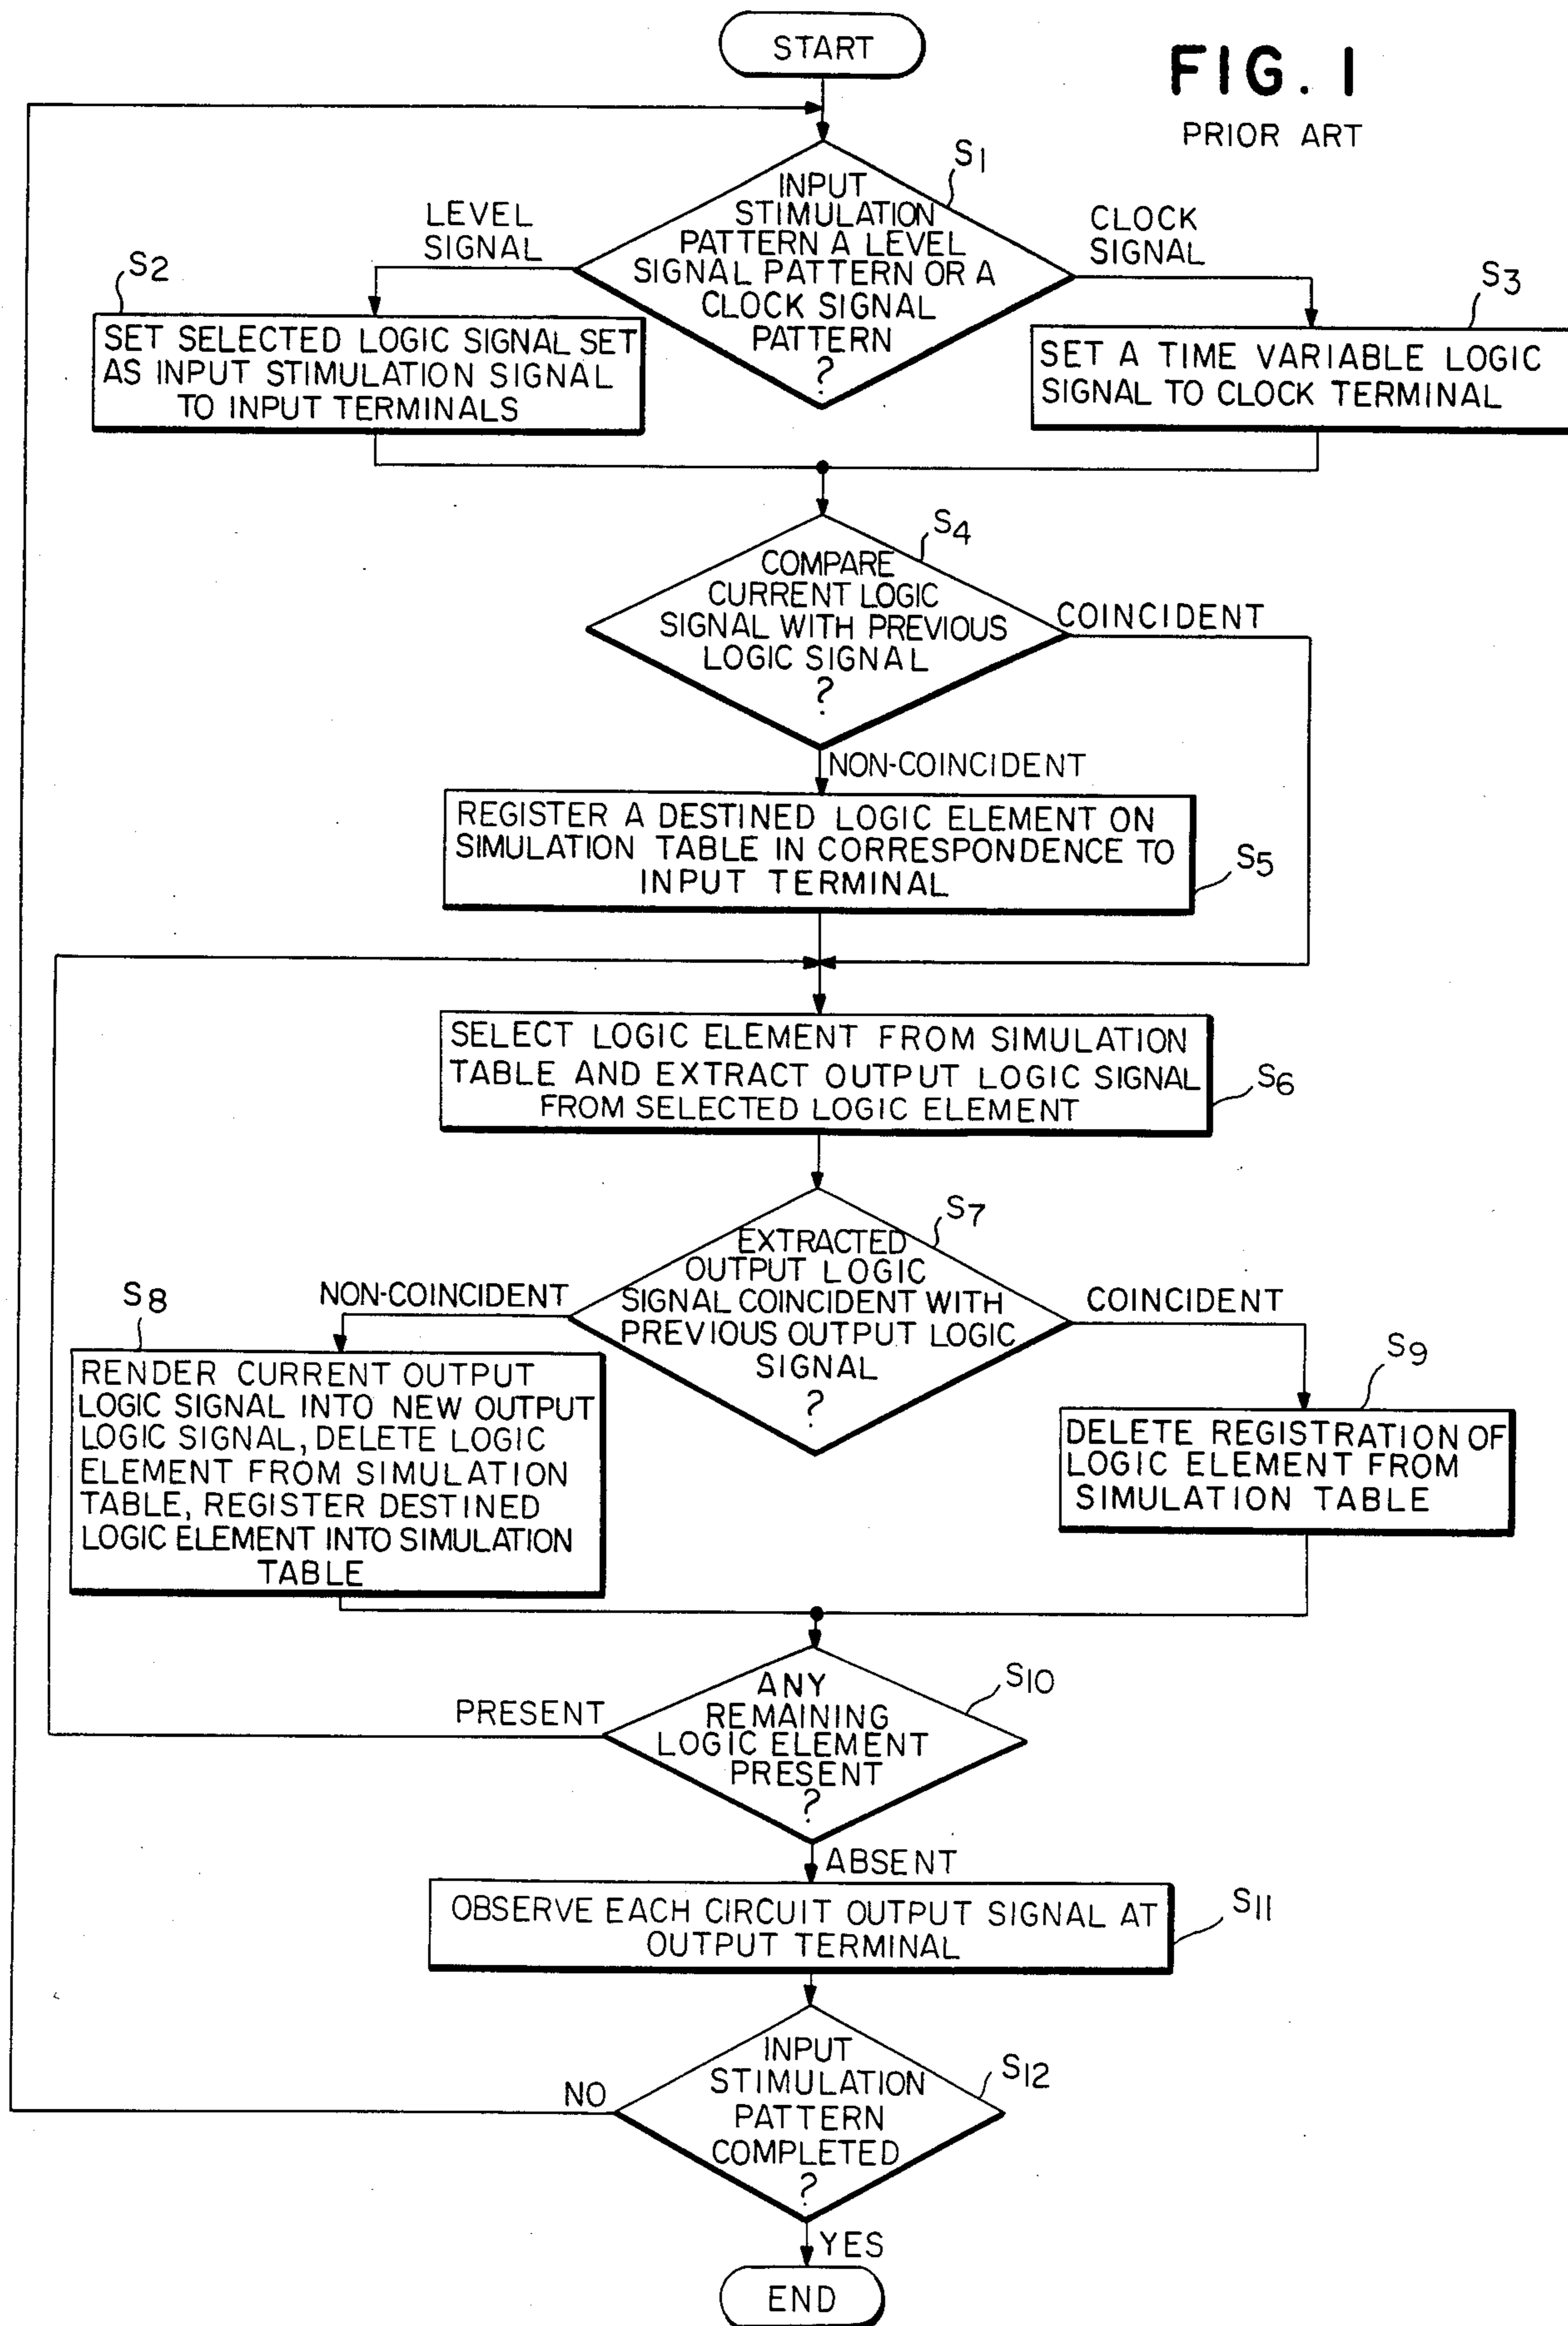 START
FIG. 1
PRIOR ART
S1
INPUT
STIMULATION
PATTERN A LEVEL
SIGNAL PATTERN OR A
CLOCK SIGNAL
PATTERN
?
LEVEL
SIGNAL
CLOCK
SIGNAL
S2
SET SELECTED LOGIC SIGNAL SET
AS INPUT STIMULATION SIGNAL
TO INPUT TERMINALS
S3
SET A TIME VARIABLE LOGIC
SIGNAL TO CLOCK TERMINAL
S4
COMPARE
CURRENT LOGIC
SIGNAL WITH PREVIOUS
LOGIC SIGNAL
?
COINCIDENT
NON-COINCIDENT
REGISTER A DESTINED LOGIC ELEMENT ON
SIMULATION TABLE IN CORRESPONDENCE TO
INPUT TERMINAL
S5
SELECT LOGIC ELEMENT FROM SIMULATION
TABLE AND EXTRACT OUTPUT LOGIC SIGNAL
FROM SELECTED LOGIC ELEMENT
S6
S7
EXTRACTED
OUTPUT LOGIC
SIGNAL COINCIDENT WITH
PREVIOUS OUTPUT LOGIC
SIGNAL
?
NON-COINCIDENT
COINCIDENT
S8
RENDER CURRENT OUTPUT
LOGIC SIGNAL INTO NEW OUTPUT
LOGIC SIGNAL, DELETE LOGIC
ELEMENT FROM SIMULATION
TABLE, REGISTER DESTINED
LOGIC ELEMENT INTO SIMULATION
TABLE
S9
DELETE REGISTRATION OF
LOGIC ELEMENT FROM
SIMULATION TABLE
S10
ANY
REMAINING
LOGIC ELEMENT
PRESENT
?
PRESENT
ABSENT
OBSERVE EACH CIRCUIT OUTPUT SIGNAL AT
OUTPUT TERMINAL
S11
INPUT
STIMULATION
PATTERN
COMPLETED
?
S12
NO
YES
END